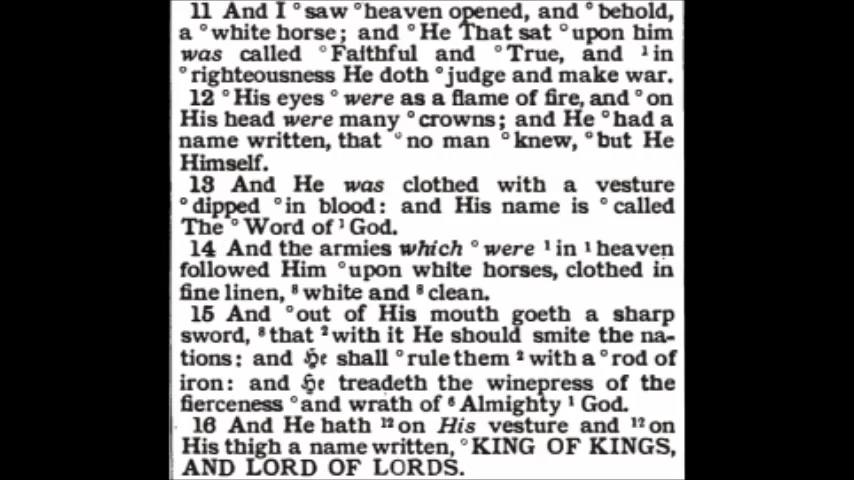 11 And I °saw °heaven opened, and °behold,
a °white horse; and °He That sat °upon him
was called °Faithful and °True, and ¹in
°righteousness He doth °judge and make war.
12 °His eyes °were as a flame of fire, and °on
His head were many °crowns; and He °had a
name written, that °no man °knew, °but He
Himself.
13 And He was clothed with a vesture
°dipped °in blood: and His name is °called
The °Word of ¹God.
14 And the armies which °were ¹in ¹heaven
followed Him °upon white horses, clothed in
fine linen, ⁸white and ⁸clean.
15 And °out of His mouth goeth a sharp
sword, ⁸that ²with it He should smite the na-
tions: and He shall °rule them ²with a °rod of
iron: and He treadeth the winepress of the
fierceness °and wrath of ⁶Almighty ¹God.
16 And He hath ¹²on His vesture and ¹²on
His thigh a name written, °KING OF KINGS,
AND LORD OF LORDS.